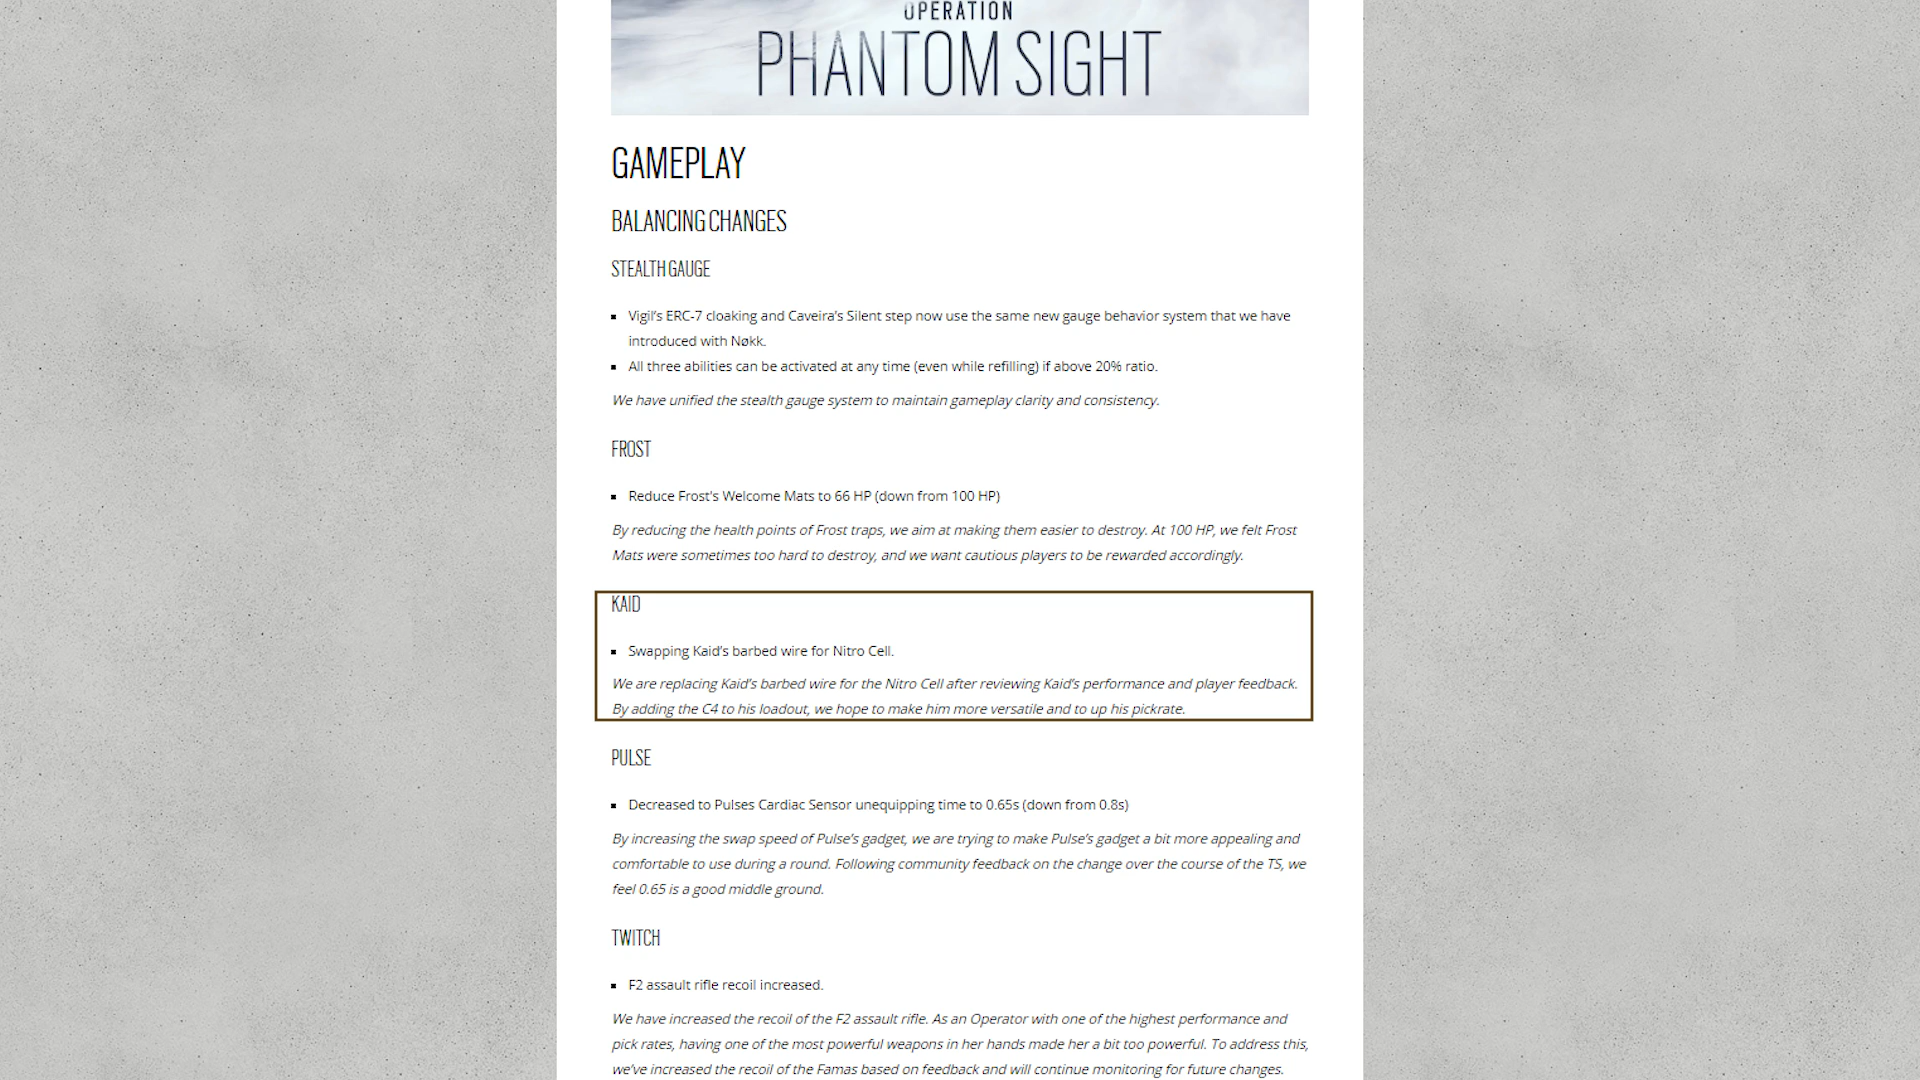 OPERATION
PHANTOM SIGHT
GAMEPLAY
BALANCING CHANGES
STEALTH GAUGE
Vigil's ERC-7 cloaking and Caveira's Silent step now use the same new gauge behavior system that we have
introduced with Nøkk.
All three abilities can be activated at any time (even while refilling) if above 20% ratio.
We have unified the stealth gauge system to maintain gameplay clarity and consistency.
FROST
Reduce Frost's Welcome Mats to 66 HP (down from 100 HP)
By reducing the health points of Frost traps, we aim at making them easier to destroy. At 100 HP, we felt Frost
Mats were sometimes too hard to destroy, and we want cautious players to be rewarded accordingly.
KAID
Swapping Kaid's barbed wire for Nitro Cell.
We are replacing Kaid's barbed wire for the Nitro Cell after reviewing Kaid's performance and player feedback.
By adding the C4 to his loadout, we hope to make him more versatile and to up his pickrate.
PULSE
Decreased to Pulses Cardiac Sensor unequipping time to 0.65s (down from 0.8s)
By increasing the swap speed of Pulse's gadget, we are trying to make Pulse's gadget a bit more appealing and
comfortable to use during a round. Following community feedback on the change over the course of the TS, we
feel 0.65 is a good middle ground.
TWITCH
F2 assault rifle recoil increased.
We have increased the recoil of the F2 assault rifle. As an Operator with one of the highest performance and
pick rates, having one of the most powerful weapons in her hands made her a bit too powerful. To address this,
we've increased the recoil of the Famas based on feedback and will continue monitoring for future changes.